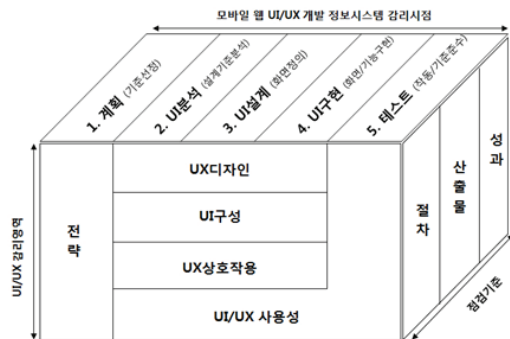 모바일 웹 UI/UX 개발 정보시스템 감리시점
1. 계획 (기준선정)
2. UI분석 (설계기준분석)
3. UI설계 (화면정의)
4. UI구현 (화면/기능구현)
5. 테스트 (작동/기준준수)
UI/UX 감리영역
전략
UX디자인
UI구성
UX상호작용
UI/UX 사용성
절차
산출물
성과
점검기준